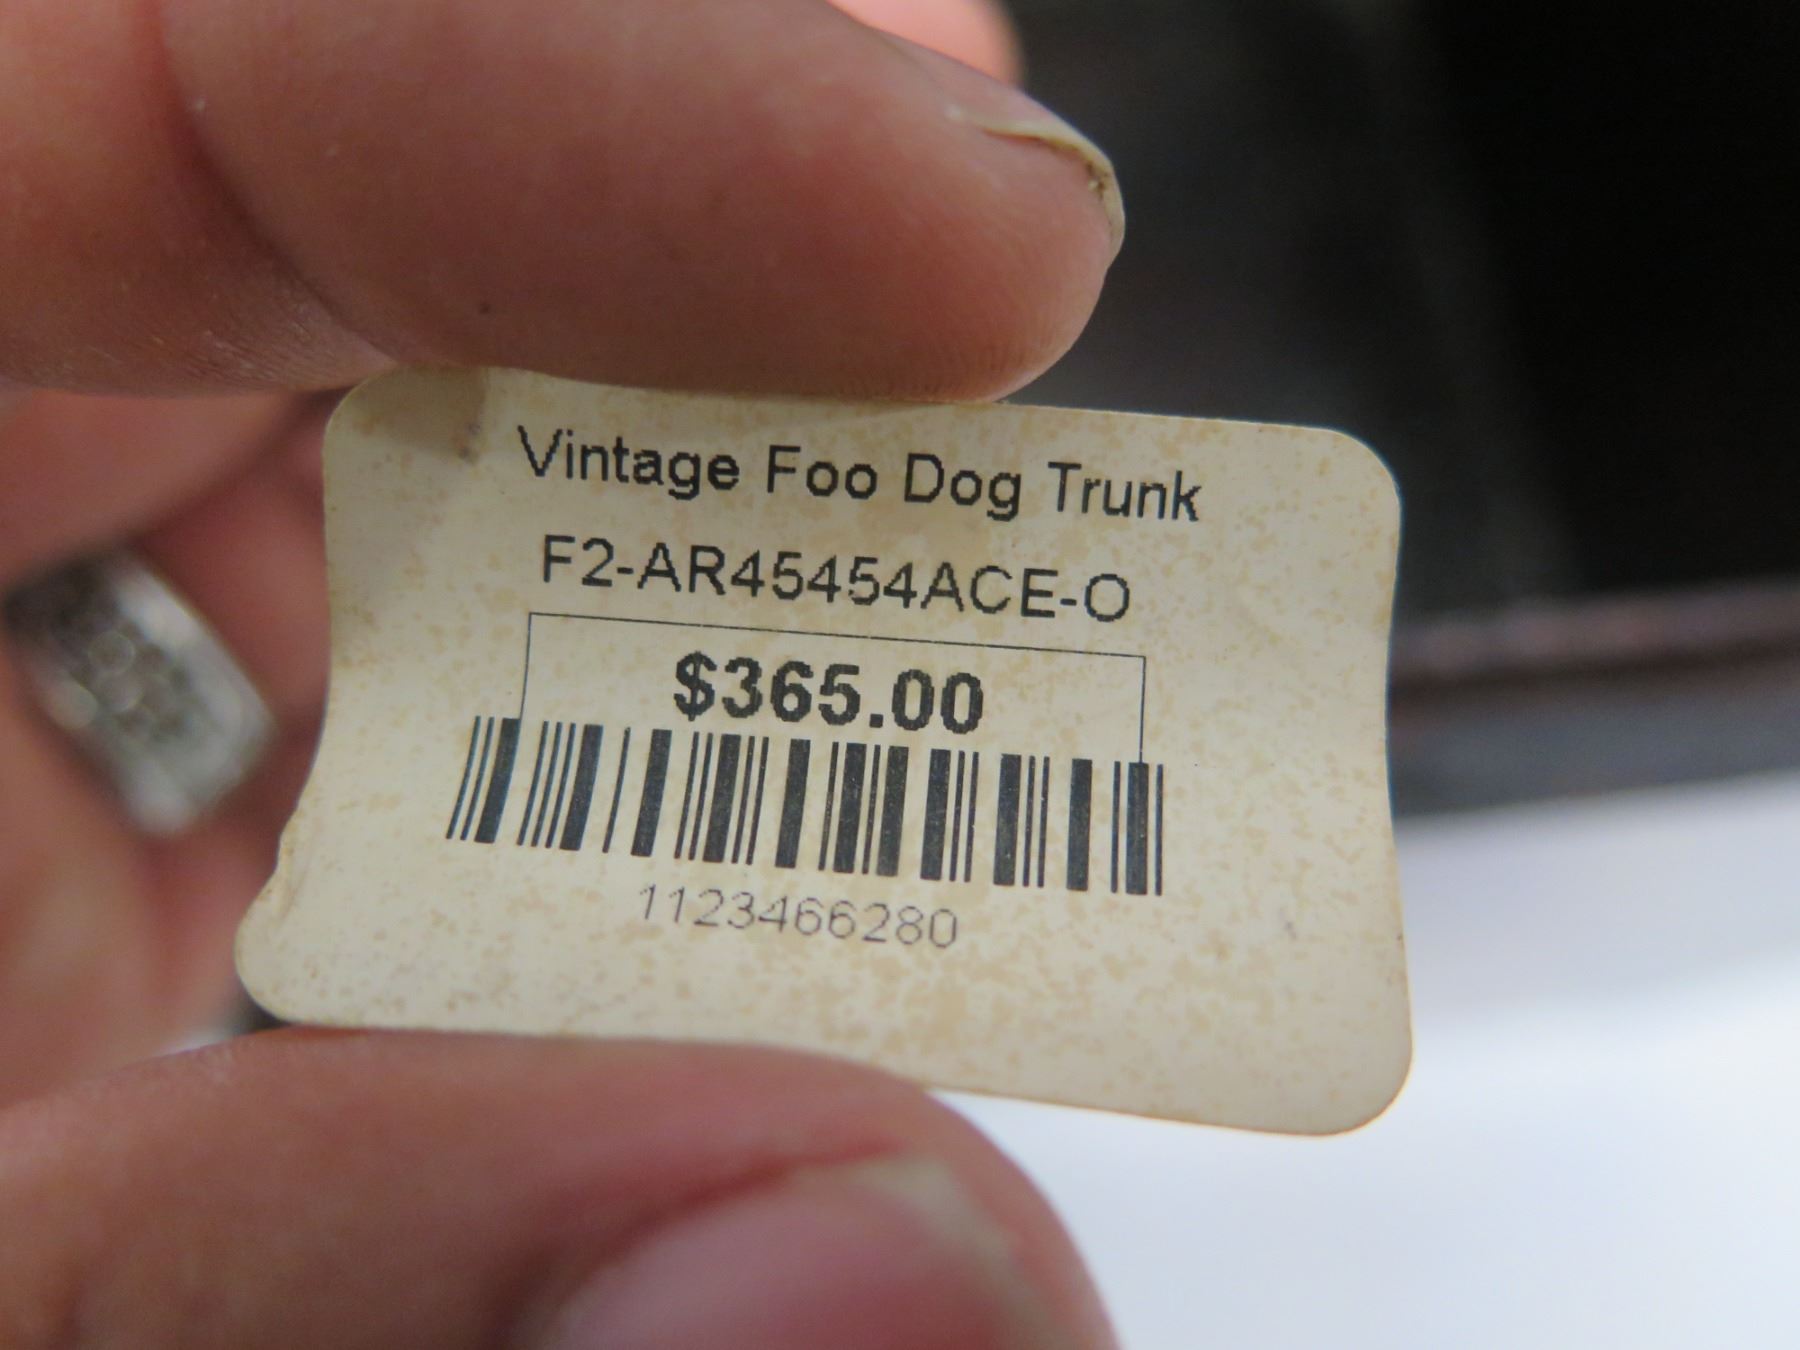 Vintage Foo Dog Trunk
F2-AR45454ACE-O
$365.00
1123466280